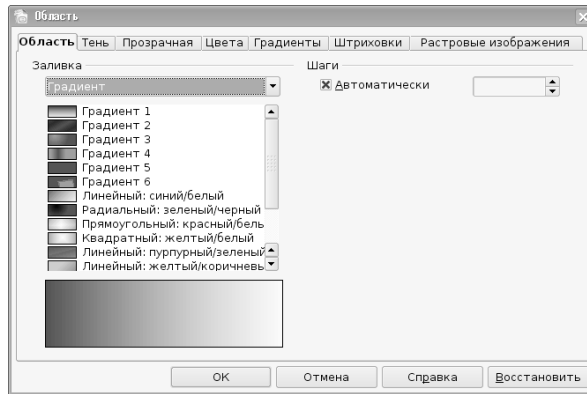 Область
Область Тень Прозрачная Цвета Градиенты Штриховки Растровые изображения
Заливка
Шаги
Градиент
Автоматически
Градиент 1
Градиент 2
Градиент 3
Градиент 4
Градиент 5
Градиент 6
Линейный: синий/белый
Радиальный: зеленый/черный
Прямоугольный: красный/бель
Квадратный: желтый/белый
Линейный: пурпурный/зеленый
Линейный: желтый/коричневы
OK Отмена Справка Восстановить